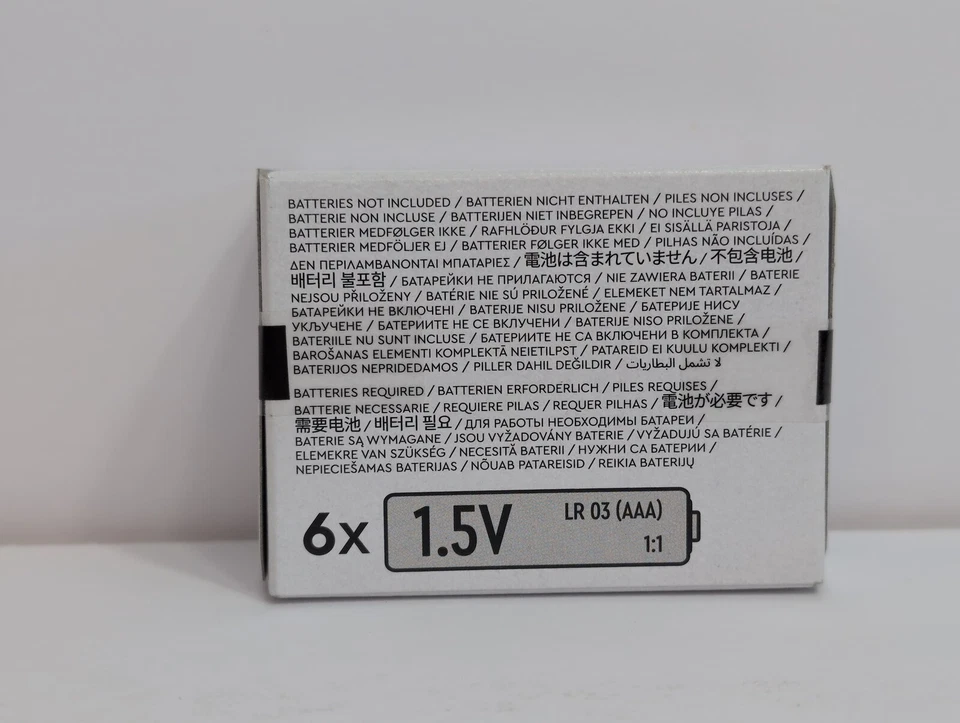 BATTERIES NOT INCLUDED / BATTERIEN NICHT ENTHALTEN / PILES NON INCLUSES /
BATTERIE NON INCLUSE / BATTERIJEN NIET INBEGREPEN / NO INCLUYE PILAS /
BATTERIER MEDFØLGER IKKE / RAFHLÖÐUR FYLGJA EKKI / EI SISÄLLÄ PARISTOJA /
BATTERIER MEDFÖLJER EJ / BATTERIER FØLGER IKKE MED / PILHAS NÃO INCLUÍDAS /
ΔΕΝ ΠΕΡΙΛΑΜΒΑΝΟΝΤΑΙ ΜΠΑΤΑΡΙΕΣ / 電池は含まれていません / 不包含电池 /
배터리 불포함 / БАТАРЕЙКИ НЕ ПРИЛАГАЮТСЯ / NIE ZAWIERA BATERII / BATERIE
NEJSOU PŘILOŽENY / BATÉRIE NIE SÚ PRILOŽENÉ / ELEMEKET NEM TARTALMAZ /
БАТАРЕЙКИ НЕ ВКЛЮЧЕНІ / BATERIJE NISU PRILOŽENE / БАТЕРИЈЕ НИСУ
УКЉУЧЕНЕ / БАТЕРИИТЕ НЕ СЕ ВКЛУЧЕНИ / BATERIJE NISO PRILOŽENE /
BATERIILE NU SUNT INCLUSE / БАТЕРИИТЕ НЕ СА ВКЛЮЧЕНИ В КОМПЛЕКТА /
BAROŠANAS ELEMENTI KOMPLEKTĀ NEIETILPST / PATAREID EI KUULU KOMPLEKTI /
BATERIJOS NEPRIDEDAMOS / PILLER DAHIL DEĞILDIR / لا تشمل البطاريات
BATTERIES REQUIRED / BATTERIEN ERFORDERLICH / PILES REQUISES /
BATTERIE NECESSARIE / REQUIERE PILAS / REQUER PILHAS / 電池が必要です /
需要电池 / 배터리 필요 / ДЛЯ РАБОТЫ НЕОБХОДИМЫ БАТАРЕИ /
BATERIE SĄ WYMAGANE / JSOU VYŽADOVÁNY BATERIE / VYŽADUJÚ SA BATÉRIE /
ELEMEKRE VAN SZÜKSÉG / NECESITĂ BATERII / НУЖНИ СА БАТЕРИИ /
NEPIECIEŠAMAS BATERIJAS / NÕUAB PATAREISID / REIKIA BATERIJŲ
6x 1.5V LR 03 (AAA)
1:1